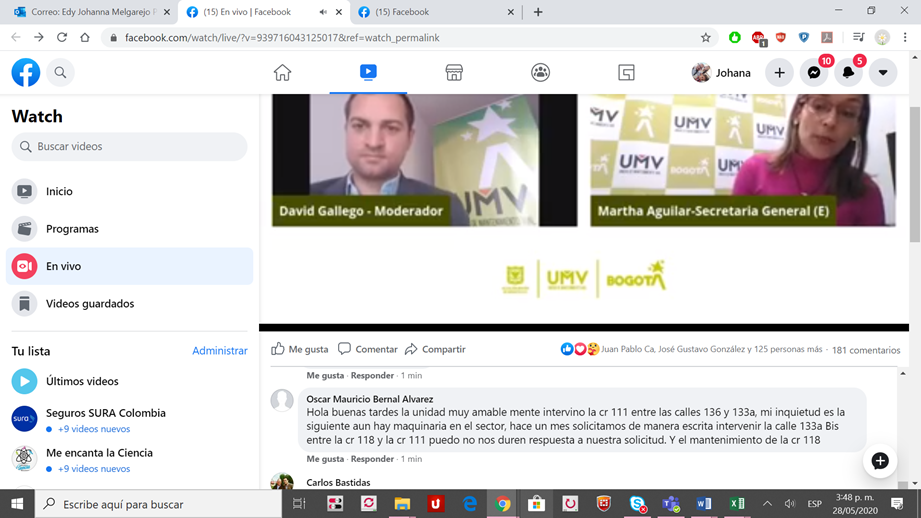 Correo: Edy Johanna Melgarejo P
(15) En vivo | Facebook
(15) Facebook
facebook.com/watch/live/?v=939716043125017&ref=watch_permalink
1
Johana
10
5
Watch
Buscar videos
Inicio
Programas
En vivo
Videos guardados
Tu lista
Administrar
Últimos videos
sura
Seguros SURA Colombia
+9 videos nuevos
Me encanta la Ciencia
+9 videos nuevos
UMV
David Gallego - Moderador
UMV
BOGOTÁ
Martha Aguilar-Secretaria General (E)
UMV
BOGOTÁ
Me gusta
Comentar
Compartir
Juan Pablo Ca, José Gustavo González y 125 personas más · 181 comentarios
Me gusta · Responder · 1 min
Oscar Mauricio Bernal Alvarez
Hola buenas tardes la unidad muy amable mente intervino la cr 111 entre las calles 136 y 133a, mi inquietud es la
siguiente aun hay maquinaria en el sector, hace un mes solicitamos de manera escrita intervenir la calle 133a Bis
entre la cr 118 y la cr 111 puedo no nos duren respuesta a nuestra solicitud. Y el mantenimiento de la cr 118
Me gusta · Responder · 1 min
Carlos Bastidas
Escribe aquí para buscar
ESP
3:48 p. m.
28/05/2020